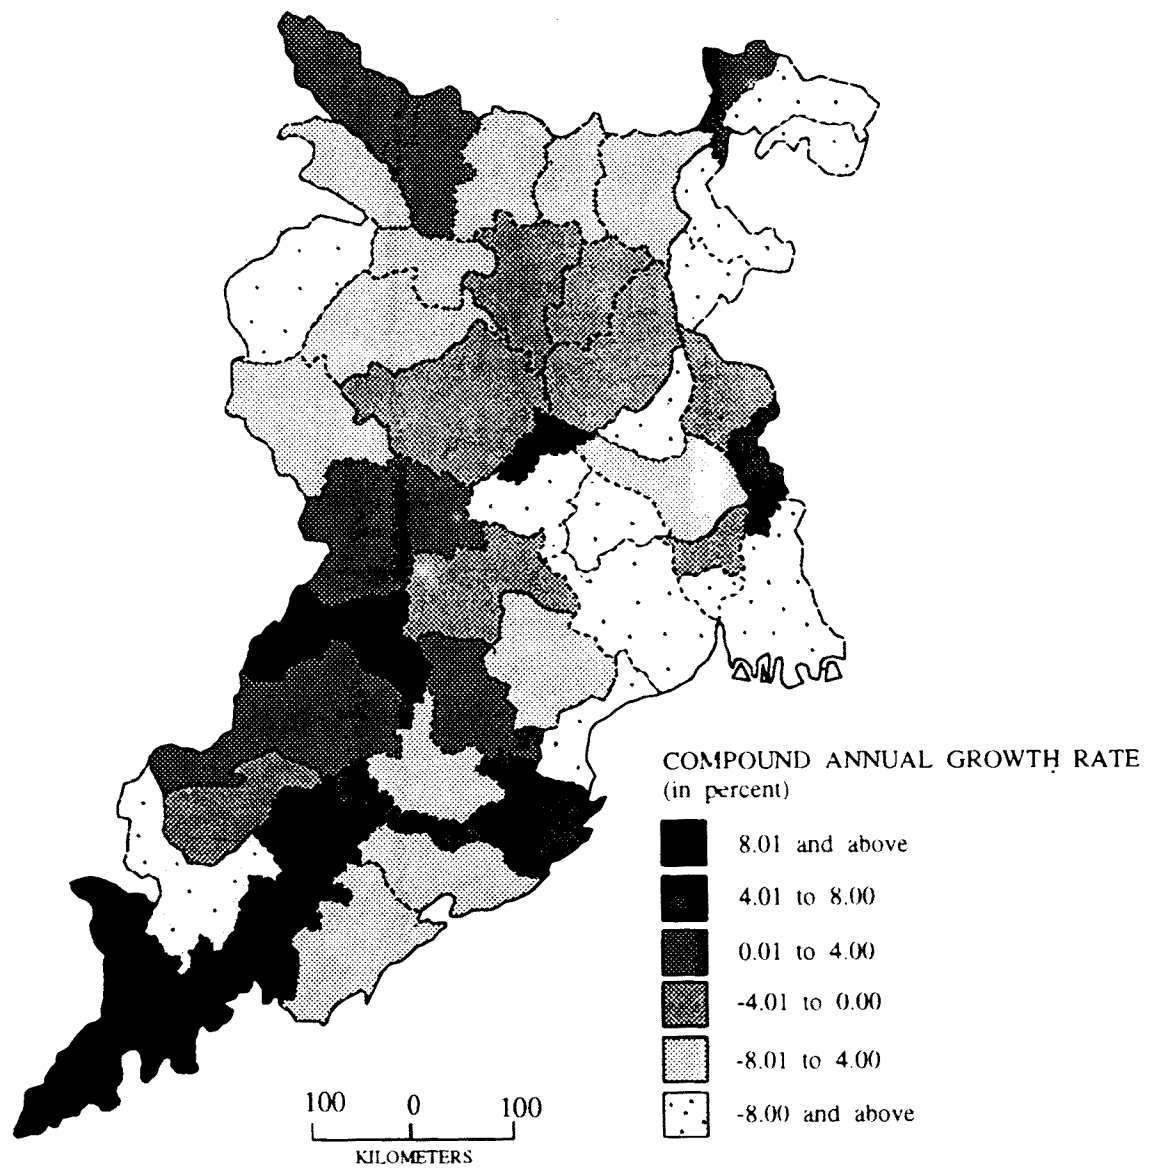 COMPOUND ANNUAL GROWTH RATE
(in percent)
8.01 and above
4.01 to 8.00
0.01 to 4.00
-4.01 to 0.00
-8.01 to 4.00
-8.00 and above
100 0 100
KILOMETERS